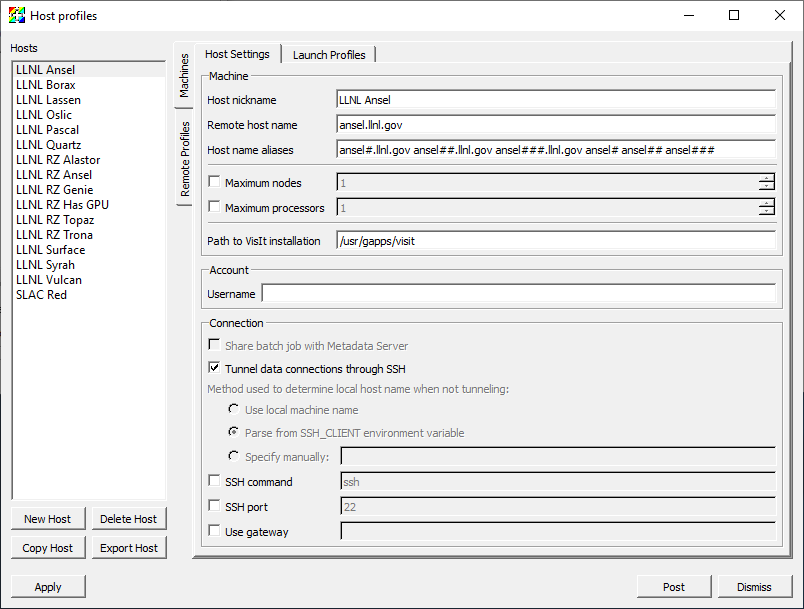 Host profiles
Hosts
LLNL Ansel
LLNL Borax
LLNL Lassen
LLNL Oslic
LLNL Pascal
LLNL Quartz
LLNL RZ Alastor
LLNL RZ Ansel
LLNL RZ Genie
LLNL RZ Has GPU
LLNL RZ Topaz
LLNL RZ Trona
LLNL Surface
LLNL Syrah
LLNL Vulcan
SLAC Red
New Host Delete Host
Copy Host Export Host
Machines
Remote Profiles
Host Settings Launch Profiles
Machine
Host nickname LLNL Ansel
Remote host name ansel.llnl.gov
Host name aliases ansel#.llnl.gov ansel##.llnl.gov ansel###.llnl.gov ansel# ansel## ansel###
Maximum nodes 1
Maximum processors 1
Path to VisIt installation /usr/gapps/visit
Account
Username
Connection
Share batch job with Metadata Server
Tunnel data connections through SSH
Method used to determine local host name when not tunneling:
Use local machine name
Parse from SSH_CLIENT environment variable
Specify manually:
SSH command ssh
SSH port 22
Use gateway
Apply Post Dismiss